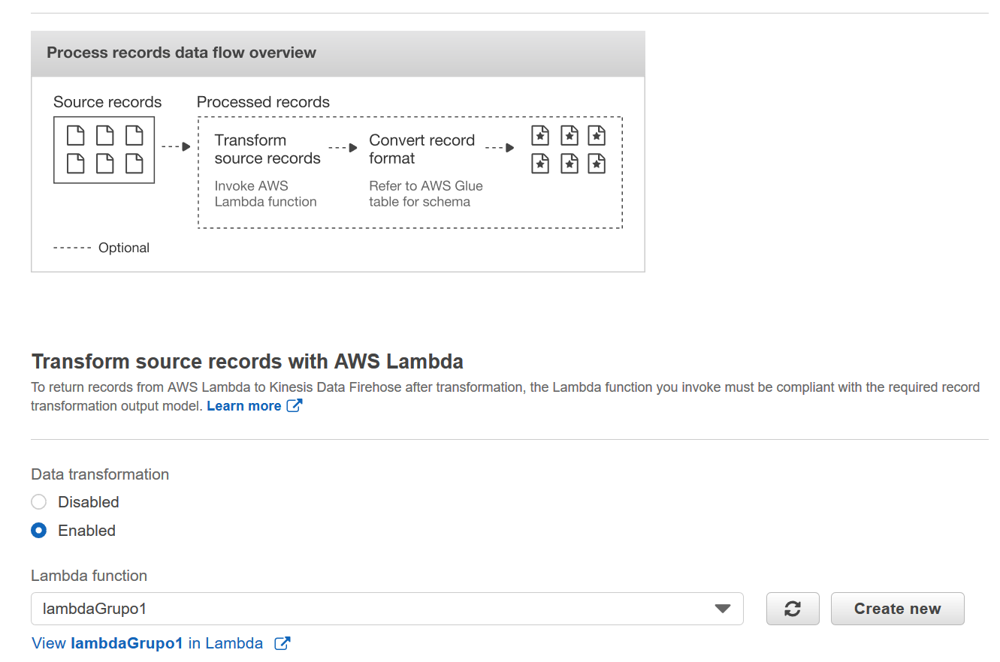 Process records data flow overview
Source records
Processed records
Transform
source records
Invoke AWS
Lambda function
Convert record
format
Refer to AWS Glue
table for schema
Optional
Transform source records with AWS Lambda
To return records from AWS Lambda to Kinesis Data Firehose after transformation, the Lambda function you invoke must be compliant with the required record
transformation output model. Learn more
Data transformation
Disabled
Enabled
Lambda function
lambdaGrupo1
Create new
View lambdaGrupo1 in Lambda